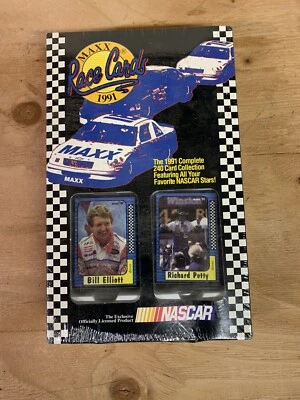 MAXX
Race Cards
1991
MAXX
MAXX
The 1991 Complete
240 Card Collection
Featuring All Your
Favorite NASCAR Stars!
Bill Elliott
Richard Petty
The Exclusive
Officially Licensed Product
NASCAR